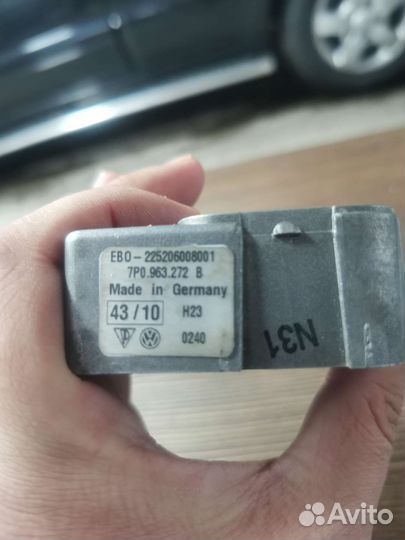 EBO-225206008001
7P0.963.272 B
Made in Germany
43/10 H23
0240
N31
Avito